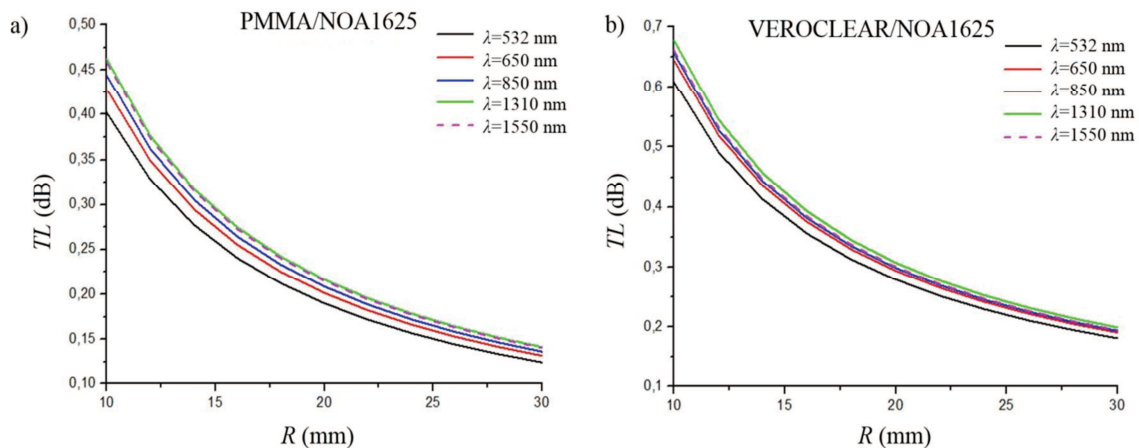 a)
PMMA/NOA1625
0,50
0,45
0,40
0,35
0,30
0,25
0,20
0,15
0,10
TL (dB)
λ=532 nm
λ=650 nm
λ=850 nm
λ=1310 nm
λ=1550 nm
10
15
20
25
30
R (mm)
b)
VEROCLEAR/NOA1625
0,7
0,6
0,5
0,4
0,3
0,2
0,1
TL (dB)
λ=532 nm
λ=650 nm
λ=850 nm
λ=1310 nm
λ=1550 nm
10
15
20
25
30
R (mm)